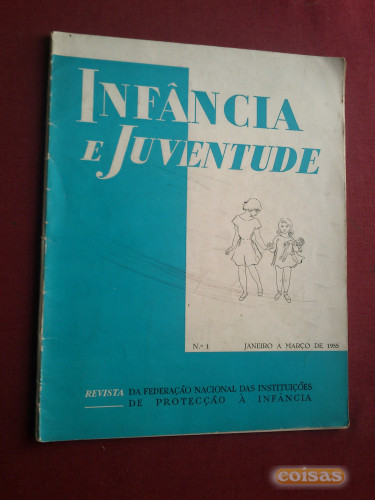 INFÂNCIA
E JUVENTUDE
N.º 1 JANEIRO A MARÇO DE 1955
REVISTA DA FEDERAÇÃO NACIONAL DAS INSTITUIÇÕES
DE PROTECÇÃO À INFÂNCIA
coisas